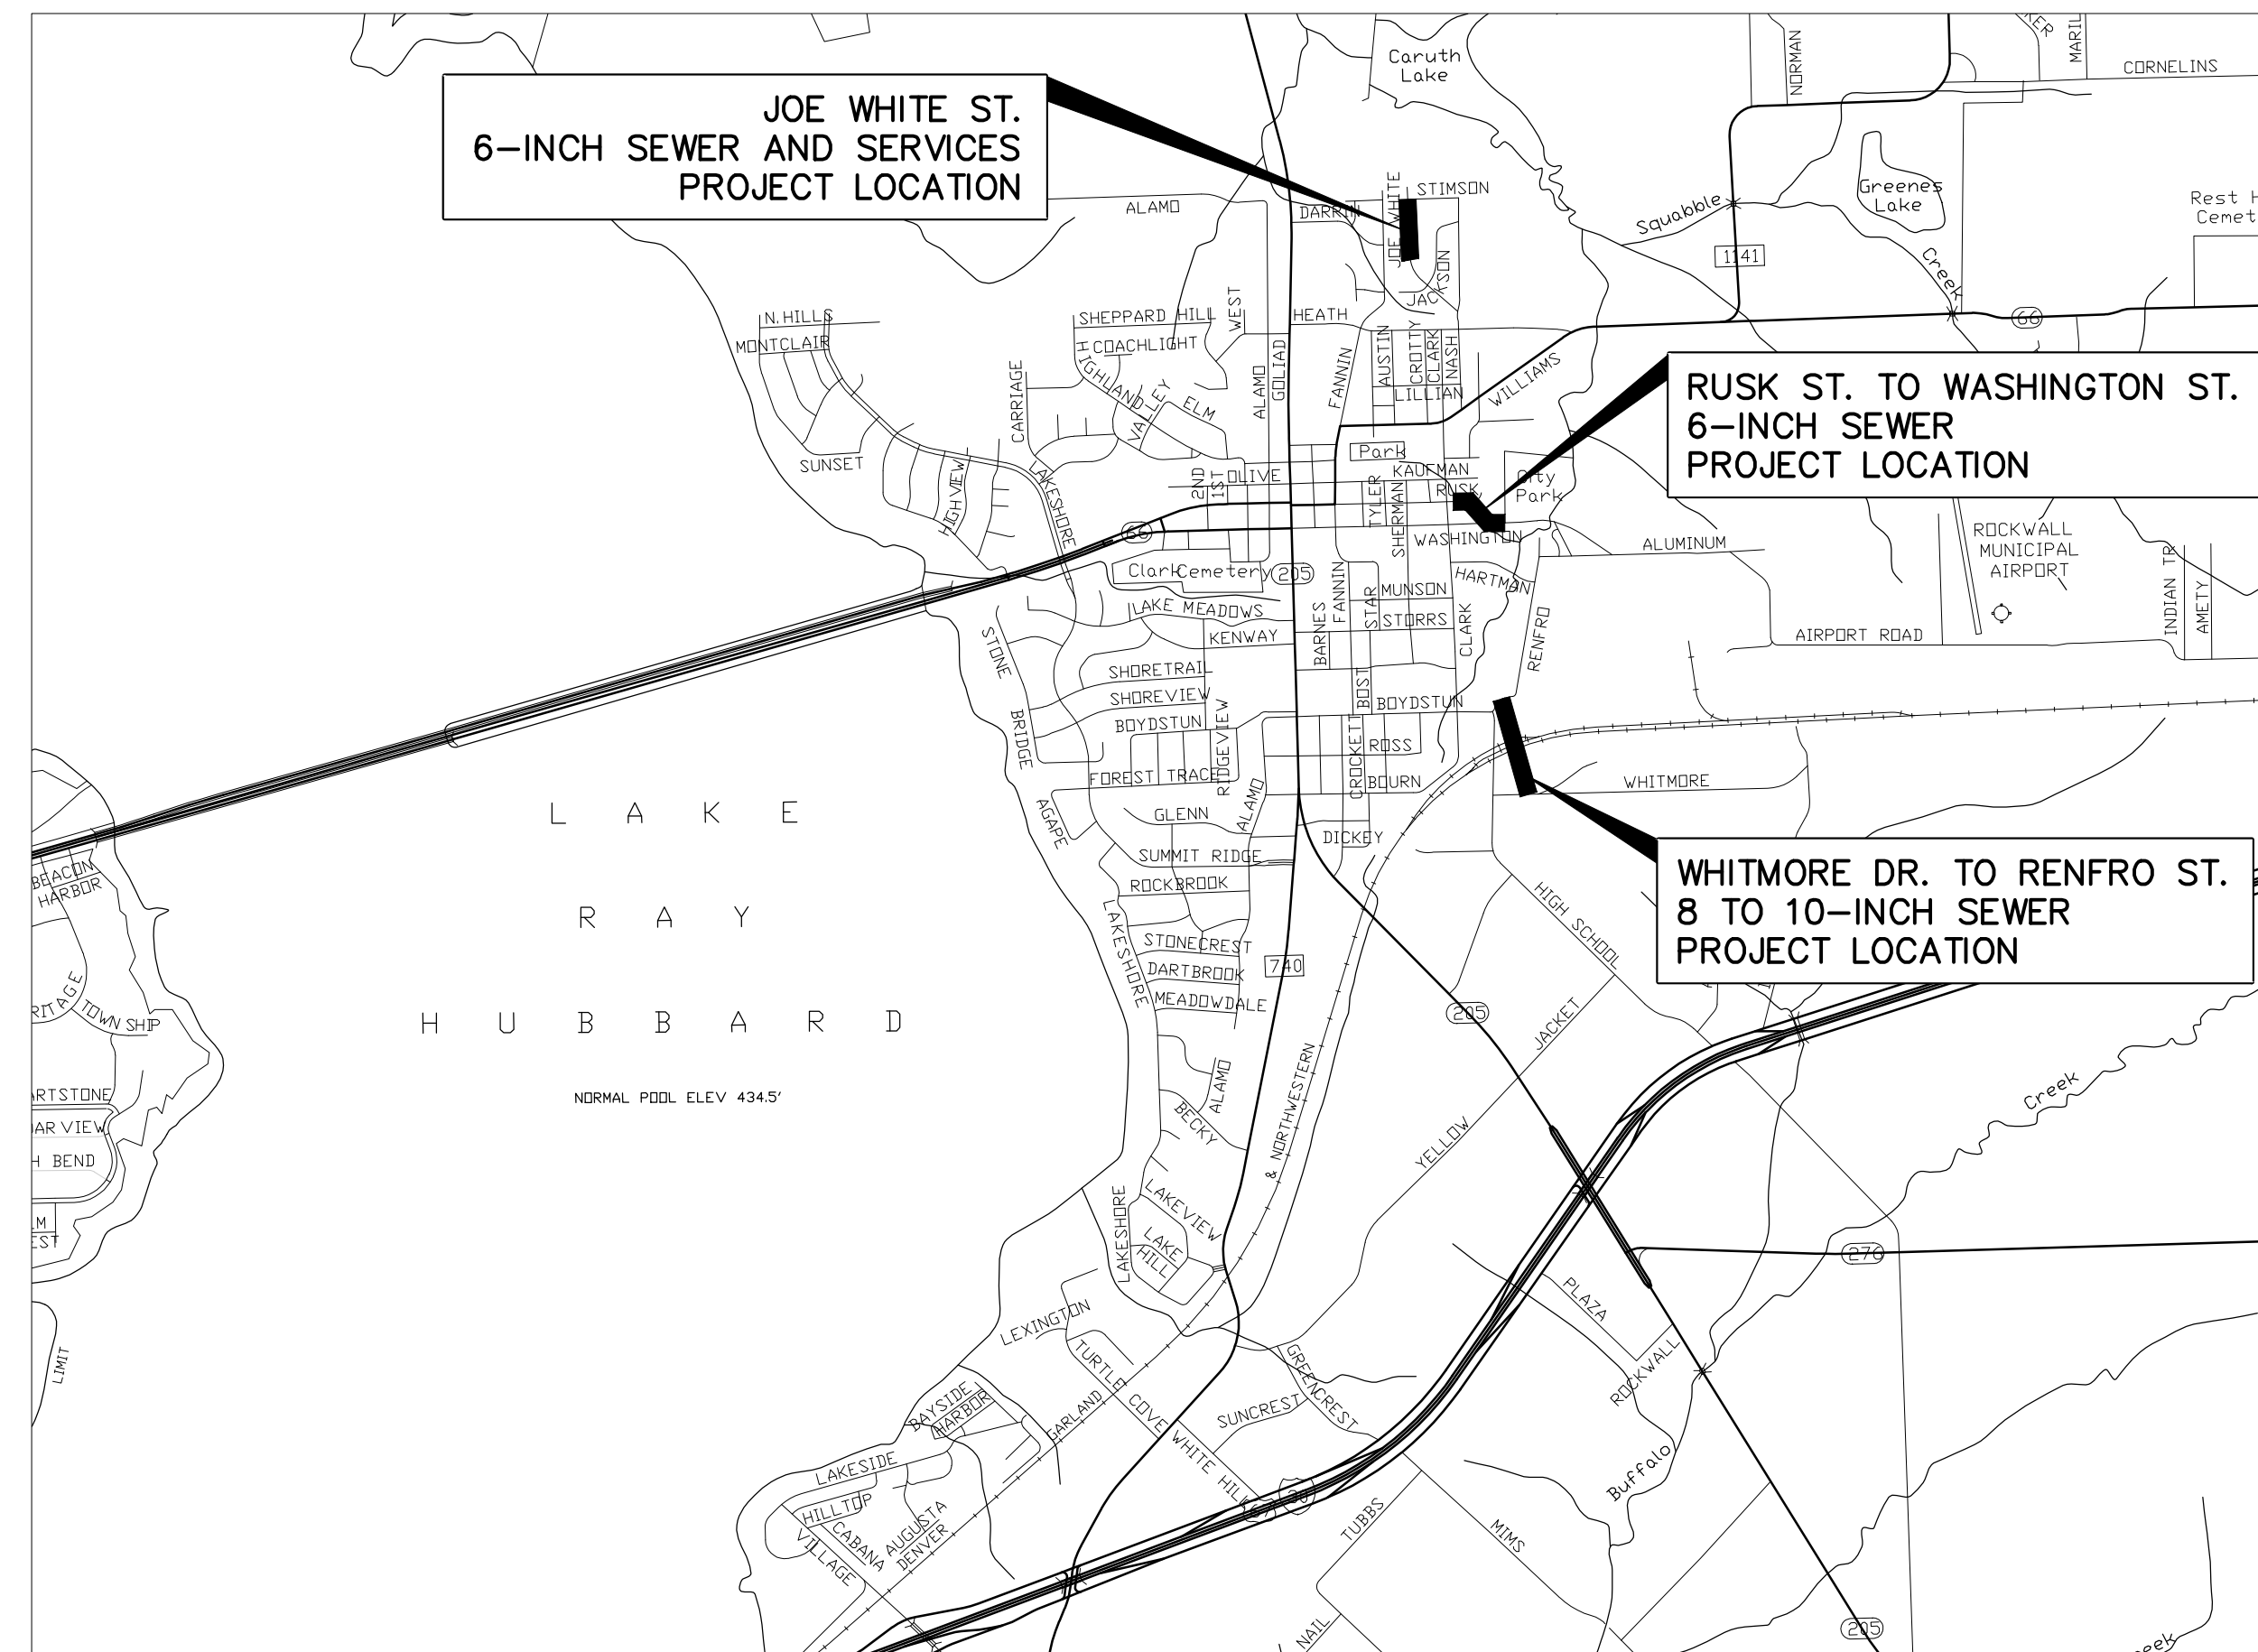 JOE WHITE ST.
6-INCH SEWER AND SERVICES
PROJECT LOCATION
RUSK ST. TO WASHINGTON ST.
6-INCH SEWER
PROJECT LOCATION
WHITMORE DR. TO RENFRO ST.
8 TO 10-INCH SEWER
PROJECT LOCATION
Caruth
Lake
NORMAN
CORNELINS
STIMSON
JOE WHITE
DARRIN
ALAMO
JACKSON
Squabble
Creek
Greenes
Lake
1141
66
N.HILLS
MONTCLAIR
SUNSET
HIGHVIEW
SHEPPARD HILL
COACHLIGHT
HIGHLAND
VALLEY
ELM
CARRIAGE
WEST
HEATH
ALAMO
GOLIAD
FANNIN
AUSTIN
CROTTY
CLARK
NASH
LILLIAN
WILLIAMS
Park
KAUFMAN
RUSK
City
Park
OLIVE
2ND
1ST
TYLER
SHERMAN
WASHINGTON
LAKESHORE
66
Clark Cemetery
205
ALUMINUM
ROCKWALL
MUNICIPAL
AIRPORT
INDIAN TR
AMETY
AIRPORT ROAD
HARTMAN
MUNSON
STORRS
STAR
FANNIN
BARNES
CLARK
RENFRO
LAKE MEADOWS
KENWAY
STONE
BRIDGE
SHORETRAIL
SHOREVIEW
BOYDSTUN
RIDGEVIEW
BOST
BOYDSTUN
CROCKETT
ROSS
BOURN
WHITMORE
FOREST TRACE
AGAPE
GLENN
ALAMO
DICKEY
SUMMIT RIDGE
ROCKBROOK
LAKESHORE
STONECREST
DARTBROOK
MEADOWDALE
740
HIGH SCHOOL
205
YELLOW
JACKET
LAKE
RAY
HUBBARD
NORMAL POOL ELEV 434.5'
BEACON
HARBOR
TOWN SHIP
H BEND
LIMIT
ALAMO
BECKY
& NORTHWESTERN
LAKESHORE
LAKEVIEW
LAKE
HILL
Creek
276
PLAZA
ROCKWALL
LEXINGTON
TURTLE COVE
GREENCREST
SUNCREST
WHITE HILL
GARLAND
BAYSIDE
HARBOR
LAKESIDE
HILLTOP
CABANA
VILLAGE
AUGUSTA
DENVER
67
30
TUBBS
MIMS
NAIL
Buffalo
205